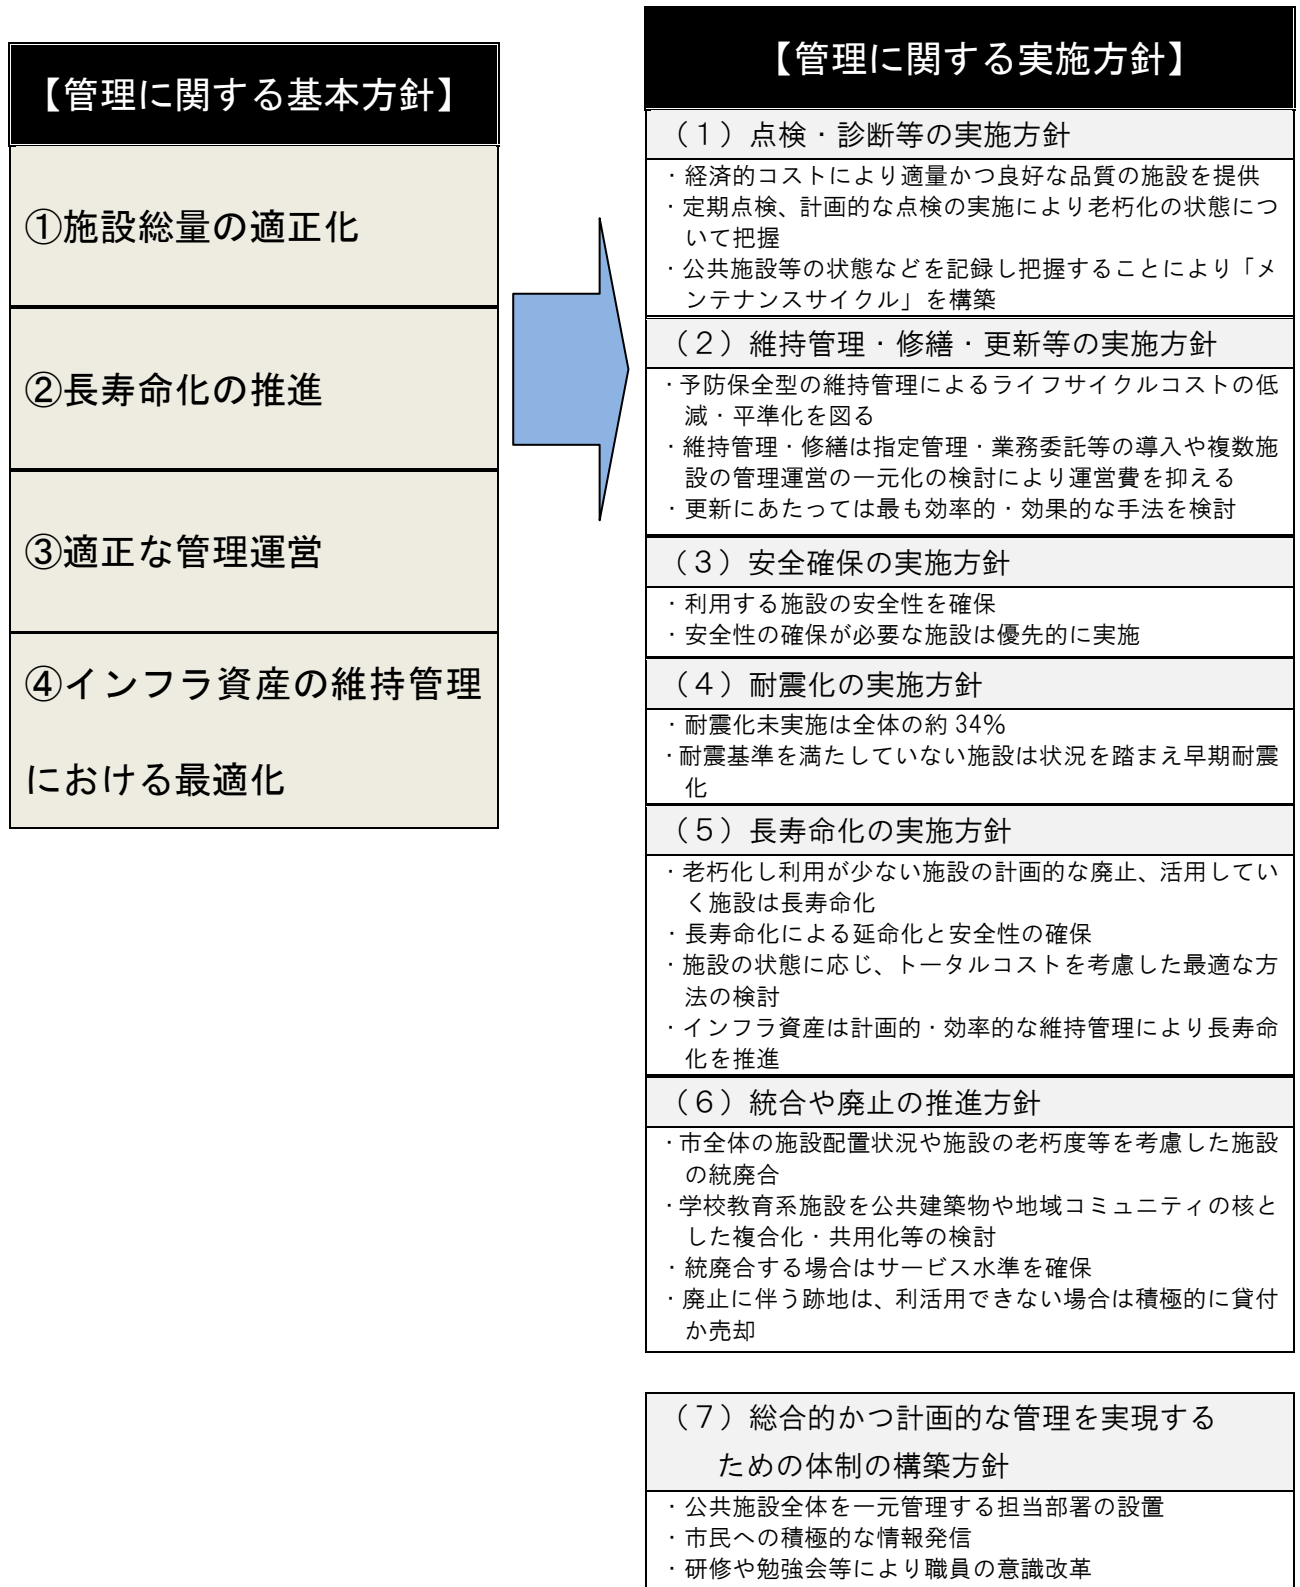 【管理に関する基本方針】
①施設総量の適正化
②長寿命化の推進
③適正な管理運営
④インフラ資産の維持管理
における最適化
【管理に関する実施方針】
（１）点検・診断等の実施方針
・経済的コストにより適量かつ良好な品質の施設を提供
・定期点検、計画的な点検の実施により老朽化の状態につ
いて把握
・公共施設等の状態などを記録し把握することにより「メ
ンテナンスサイクル」を構築
（２）維持管理・修繕・更新等の実施方針
・予防保全型の維持管理によるライフサイクルコストの低
減・平準化を図る
・維持管理・修繕は指定管理・業務委託等の導入や複数施
設の管理運営の一元化の検討により運営費を抑える
・更新にあたっては最も効率的・効果的な手法を検討
（３）安全確保の実施方針
・利用する施設の安全性を確保
・安全性の確保が必要な施設は優先的に実施
（４）耐震化の実施方針
・耐震化未実施は全体の約 34%
・耐震基準を満たしていない施設は状況を踏まえ早期耐震
化
（５）長寿命化の実施方針
・老朽化し利用が少ない施設の計画的な廃止、活用してい
く施設は長寿命化
・長寿命化による延命化と安全性の確保
・施設の状態に応じ、トータルコストを考慮した最適な方
法の検討
・インフラ資産は計画的・効率的な維持管理により長寿命
化を推進
（６）統合や廃止の推進方針
・市全体の施設配置状況や施設の老朽度等を考慮した施設
の統廃合
・学校教育系施設を公共建築物や地域コミュニティの核と
した複合化・共用化等の検討
・統廃合する場合はサービス水準を確保
・廃止に伴う跡地は、利活用できない場合は積極的に貸付
か売却
（７）総合的かつ計画的な管理を実現する
ための体制の構築方針
・公共施設全体を一元管理する担当部署の設置
・市民への積極的な情報発信
・研修や勉強会等により職員の意識改革